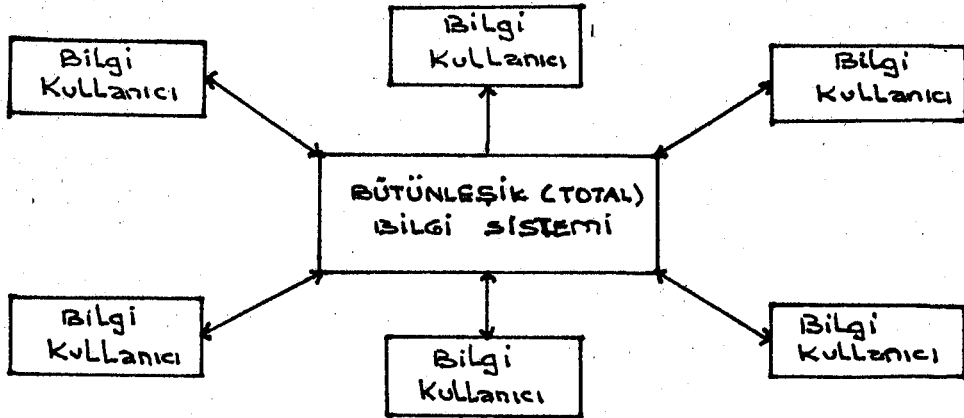 Bilgi
Kullanıcı
Bilgi
Kullanıcı
Bilgi
Kullanıcı
BÜTÜNLEŞİK (TOTAL)
BİLGİ SİSTEMİ
Bilgi
Kullanıcı
Bilgi
Kullanıcı
Bilgi
Kullanıcı